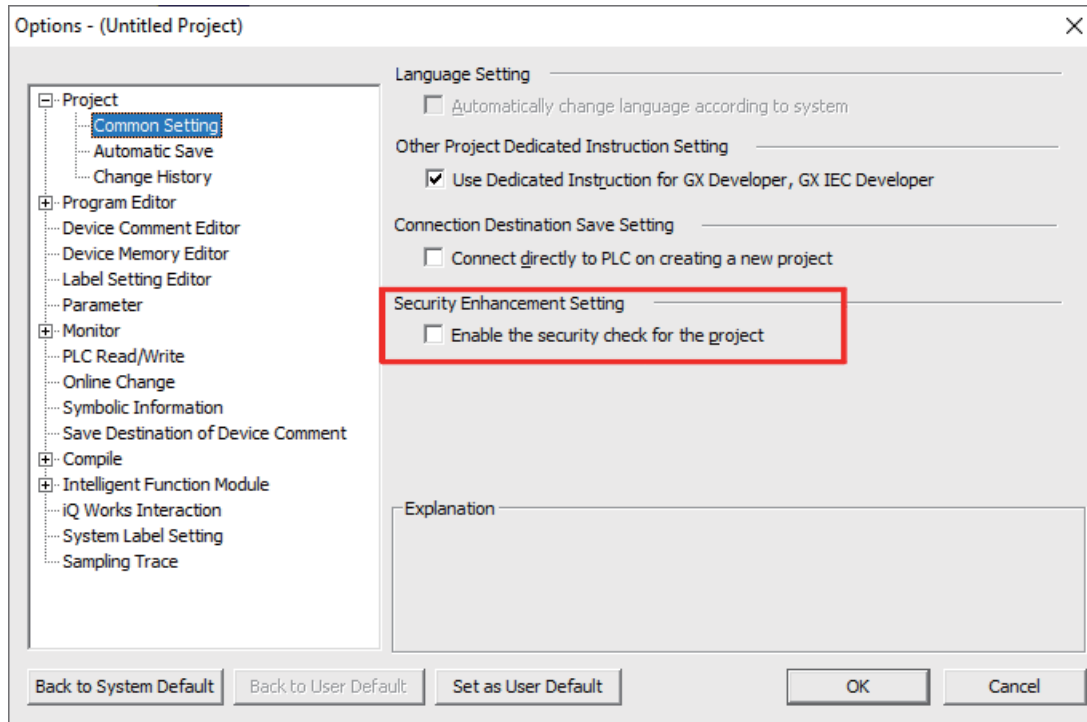 Options - (Untitled Project)
Project
Common Setting
Automatic Save
Change History
Program Editor
Device Comment Editor
Device Memory Editor
Label Setting Editor
Parameter
Monitor
PLC Read/Write
Online Change
Symbolic Information
Save Destination of Device Comment
Compile
Intelligent Function Module
iQ Works Interaction
System Label Setting
Sampling Trace
Language Setting
Automatically change language according to system
Other Project Dedicated Instruction Setting
Use Dedicated Instruction for GX Developer, GX IEC Developer
Connection Destination Save Setting
Connect directly to PLC on creating a new project
Security Enhancement Setting
Enable the security check for the project
Explanation
Back to System Default
Back to User Default
Set as User Default
OK
Cancel